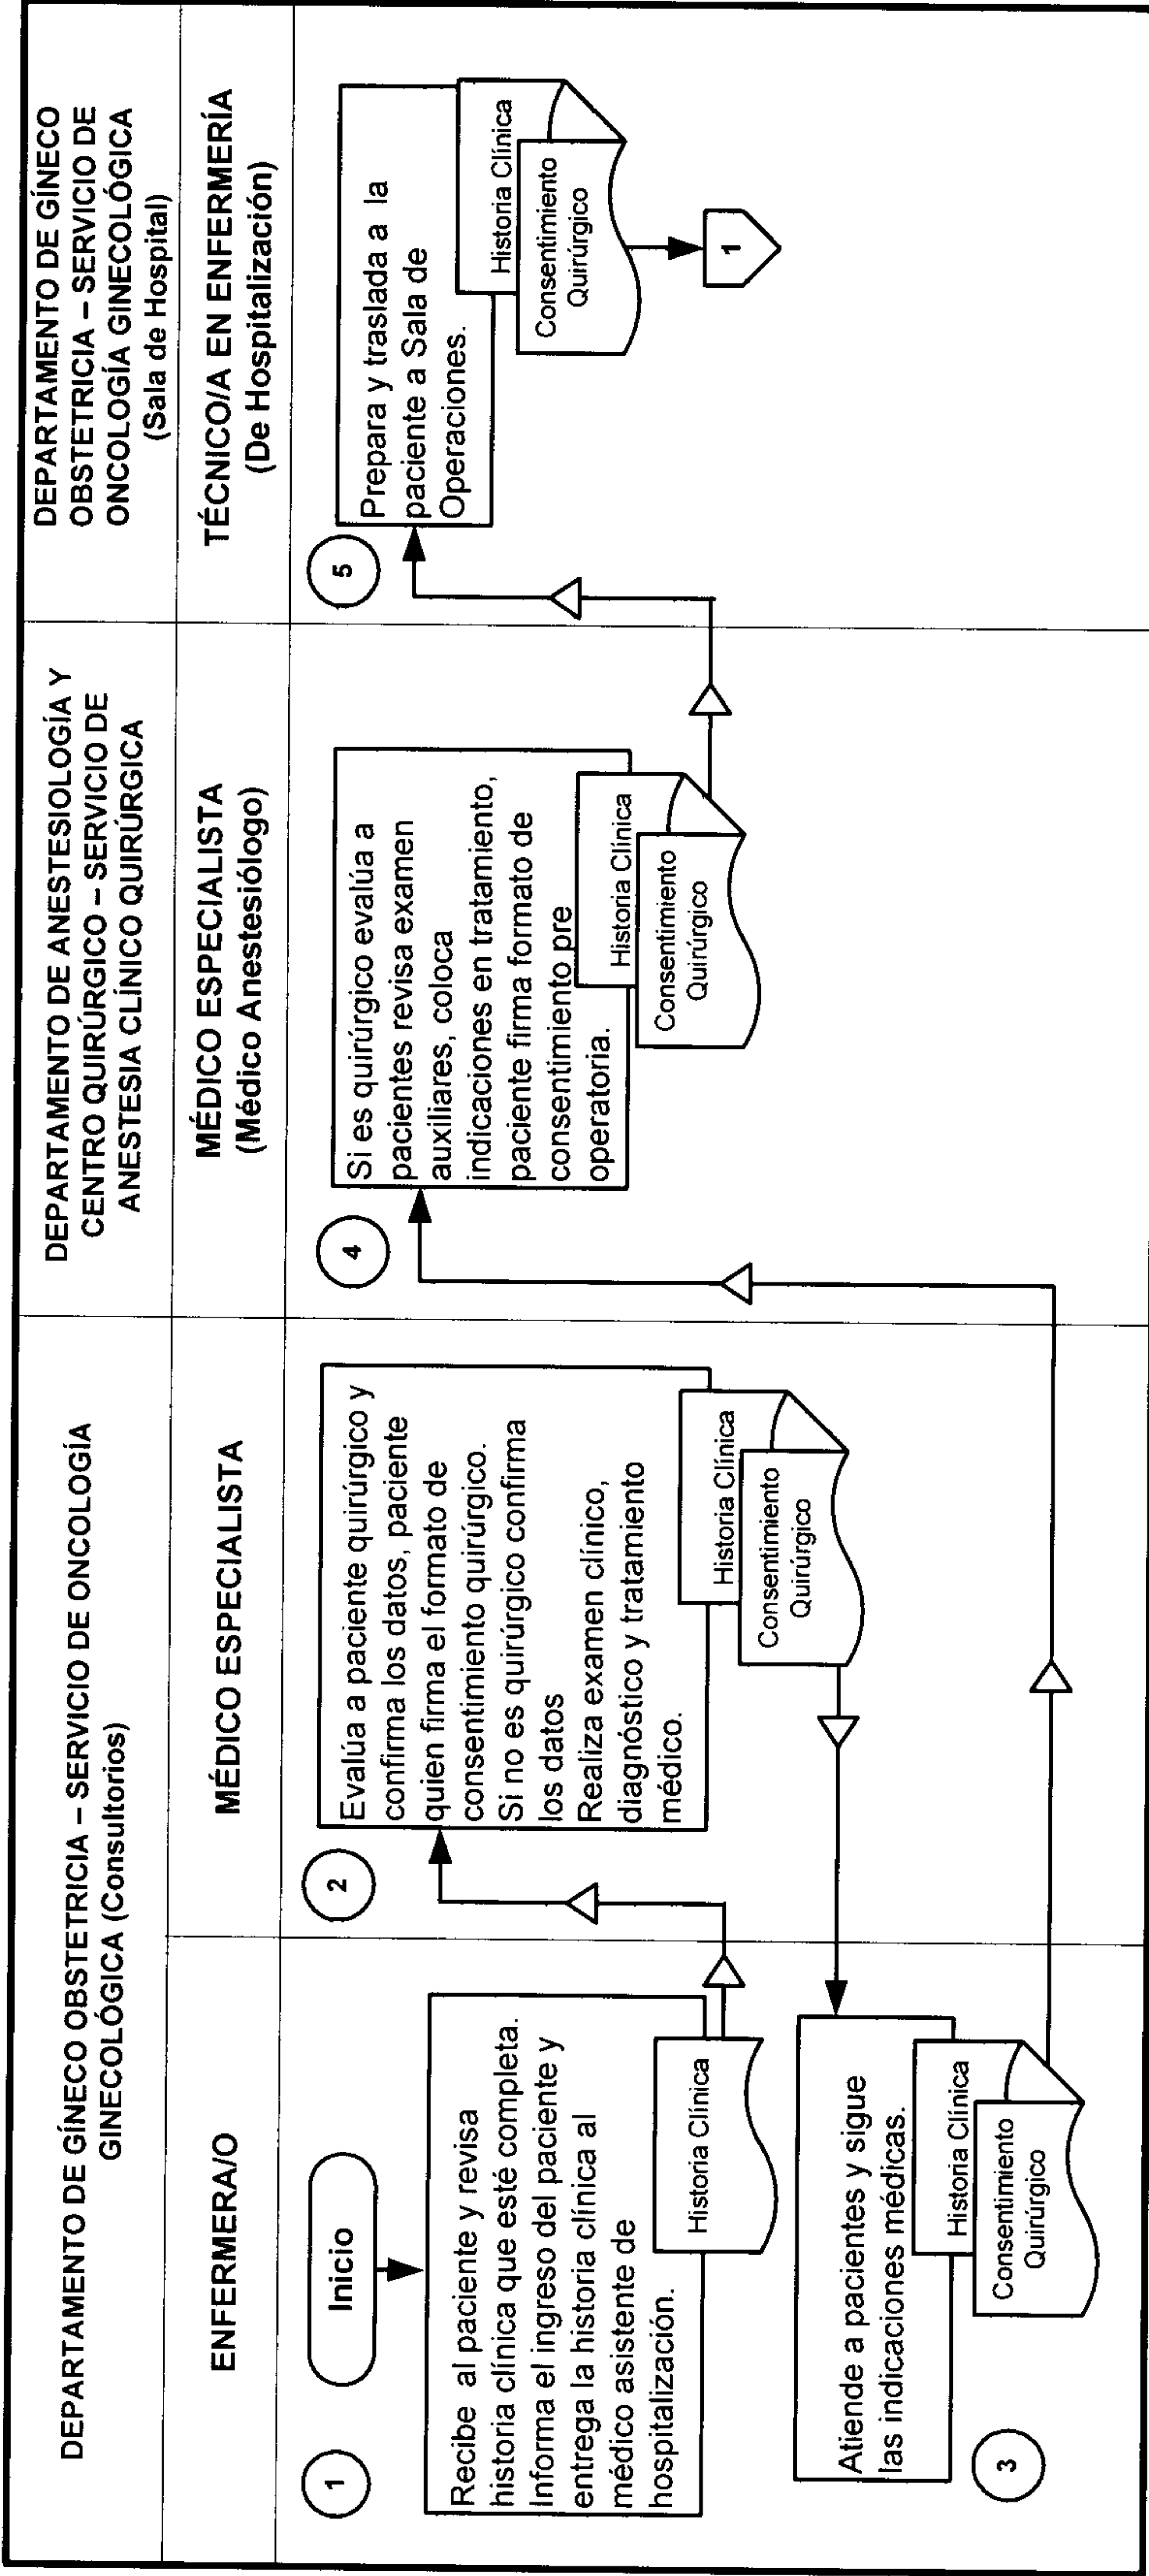 DEPARTAMENTO DE GÍNECO OBSTETRICIA – SERVICIO DE ONCOLOGÍA
GINECOLÓGICA (Consultorios)
DEPARTAMENTO DE ANESTESIOLOGÍA Y
CENTRO QUIRÚRGICO – SERVICIO DE
ANESTESIA CLÍNICO QUIRÚRGICA
DEPARTAMENTO DE GÍNECO
OBSTETRICIA – SERVICIO DE
ONCOLOGÍA GINECOLÓGICA
(Sala de Hospital)
ENFERMERA/O
MÉDICO ESPECIALISTA
MÉDICO ESPECIALISTA
(Médico Anestesiólogo)
TÉCNICO/A EN ENFERMERÍA
(De Hospitalización)
1
Inicio
Recibe al paciente y revisa
historia clínica que esté completa.
Informa el ingreso del paciente y
entrega la historia clínica al
médico asistente de
hospitalización.
Historia Clínica
2
Evalúa a paciente quirúrgico y
confirma los datos, paciente
quien firma el formato de
consentimiento quirúrgico.
Si no es quirúrgico confirma
los datos
Realiza examen clínico,
diagnóstico y tratamiento
médico.
Historia Clínica
Consentimiento
Quirúrgico
3
Atiende a pacientes y sigue
las indicaciones médicas.
Historia Clínica
Consentimiento
Quirúrgico
4
Si es quirúrgico evalúa a
pacientes revisa examen
auxiliares, coloca
indicaciones en tratamiento,
paciente firma formato de
consentimiento pre
operatoria.
Historia Clínica
Consentimiento
Quirúrgico
5
Prepara y traslada a la
paciente a Sala de
Operaciones.
Historia Clínica
Consentimiento
Quirúrgico
1